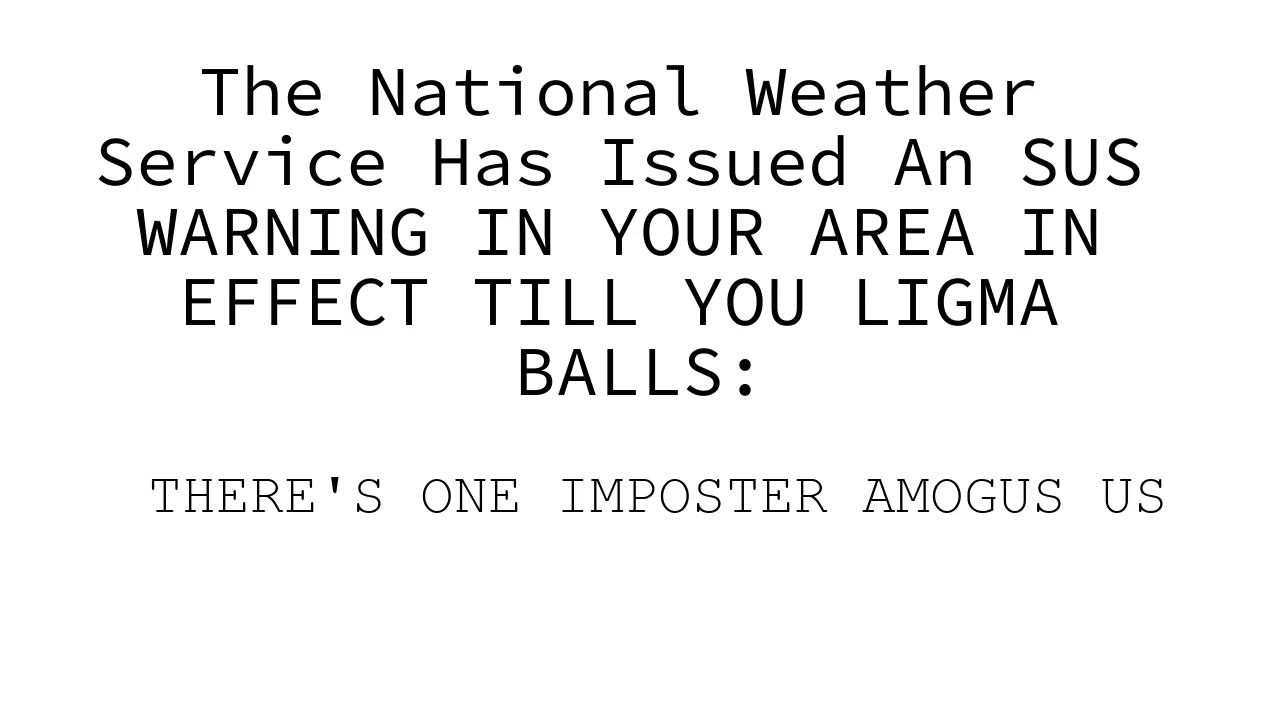 The National Weather
Service Has Issued An SUS
WARNING IN YOUR AREA IN
EFFECT TILL YOU LIGMA
BALLS:
THERE'S ONE IMPOSTER AMOGUS US